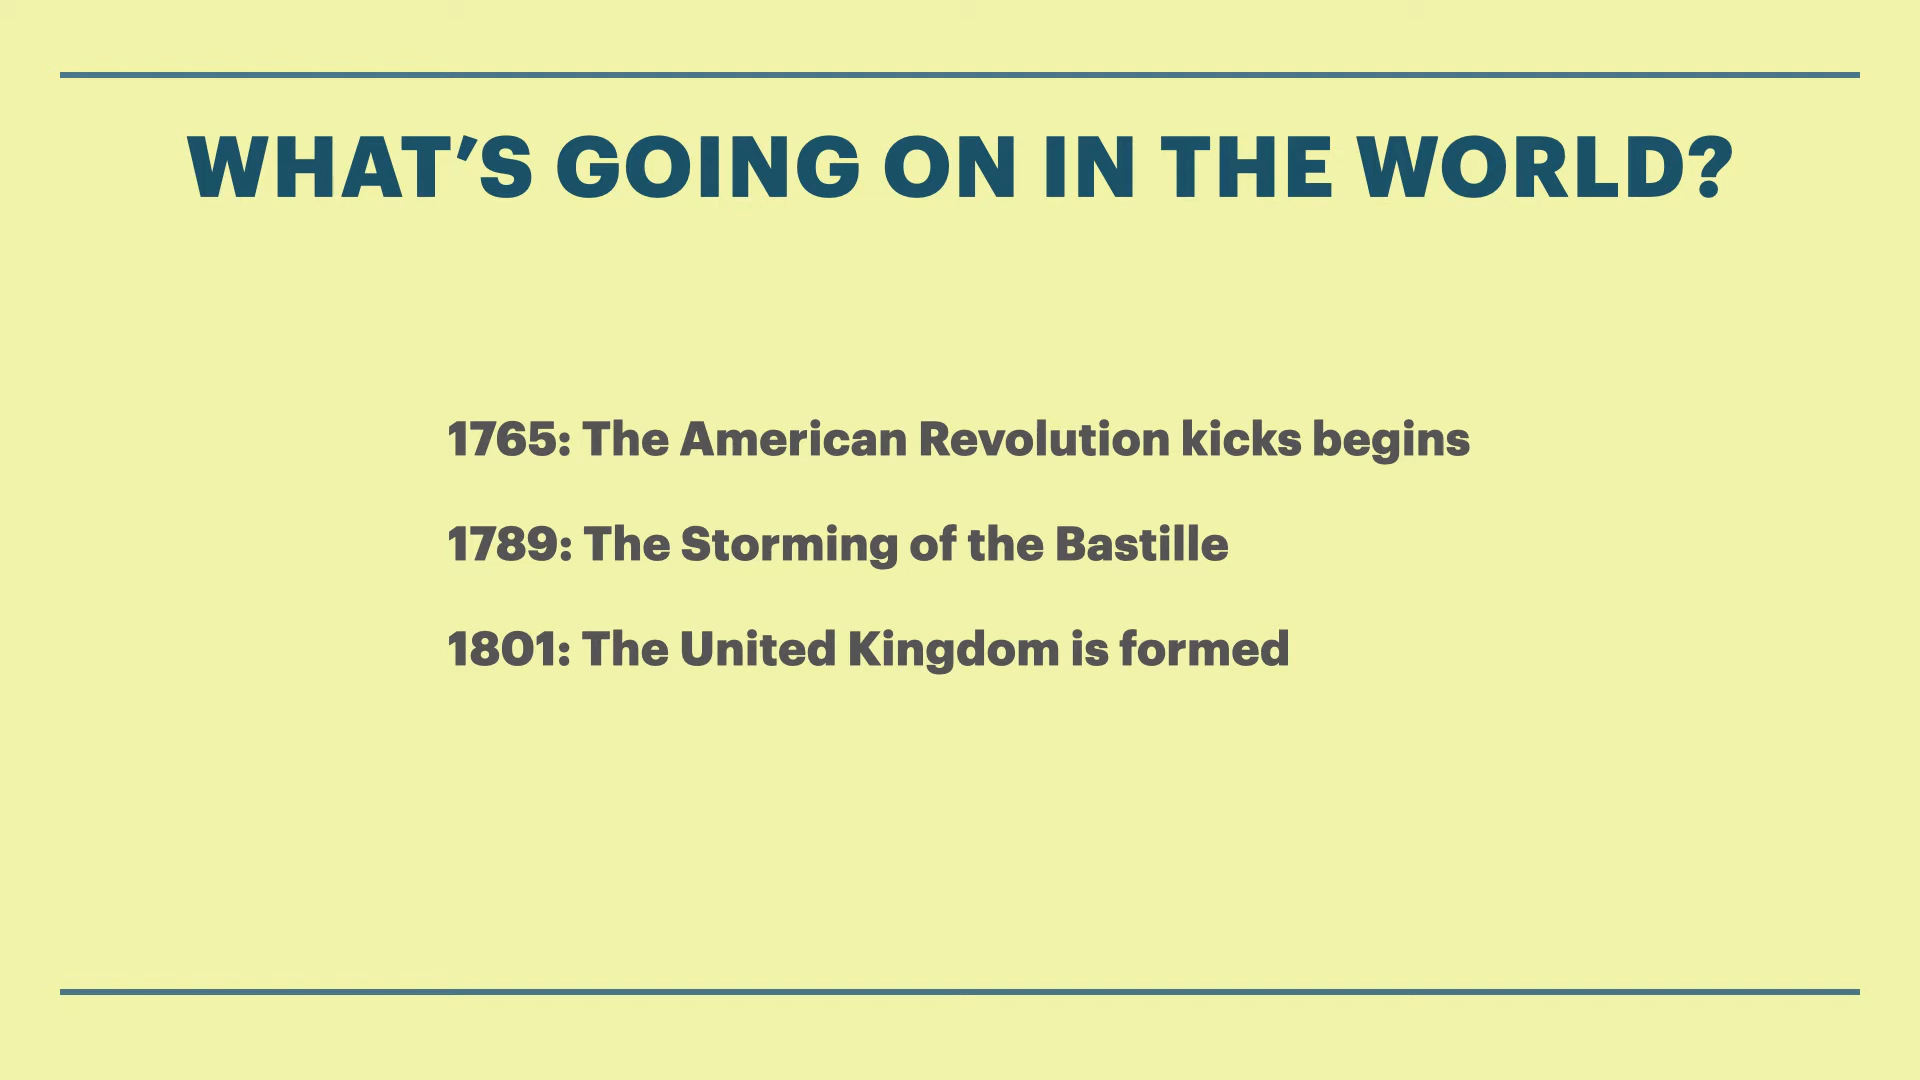 WHAT’S GOING ON IN THE WORLD?
1765: The American Revolution kicks begins
1789: The Storming of the Bastille
1801: The United Kingdom is formed